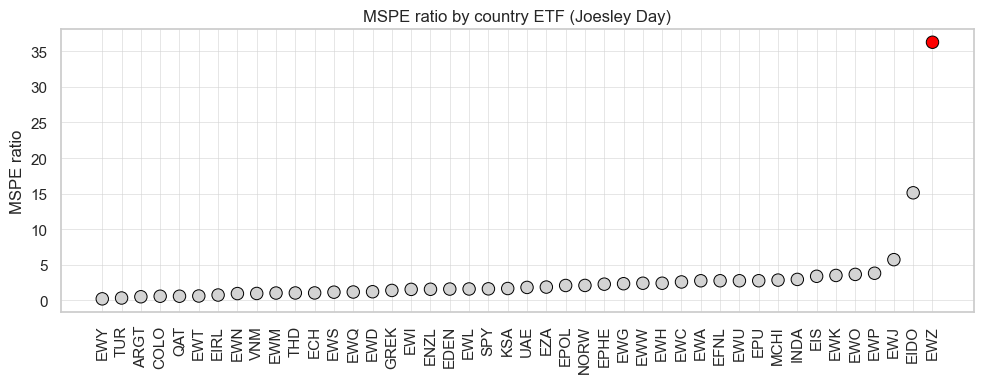 MSPE ratio by country ETF (Joesley Day)
MSPE ratio
35
30
25
20
15
10
5
0
EWY
TUR
ARGT
COLO
QAT
EWT
EIRL
EWN
VNM
EWM
THD
ECH
EWS
EWQ
EWD
GREK
EWI
ENZL
EDEN
EWL
SPY
KSA
UAE
EZA
EPOL
NORW
EPHE
EWG
EWW
EWH
EWC
EWA
EFNL
EWU
EPU
MCHI
INDA
EIS
EWK
EWO
EWP
EWJ
EIDO
EWZ